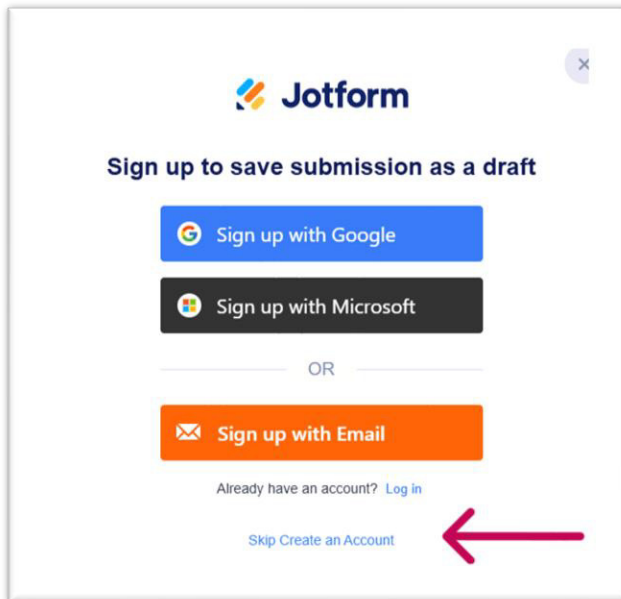 Jotform
Sign up to save submission as a draft
Sign up with Google
Sign up with Microsoft
OR
Sign up with Email
Already have an account? Log in
Skip Create an Account